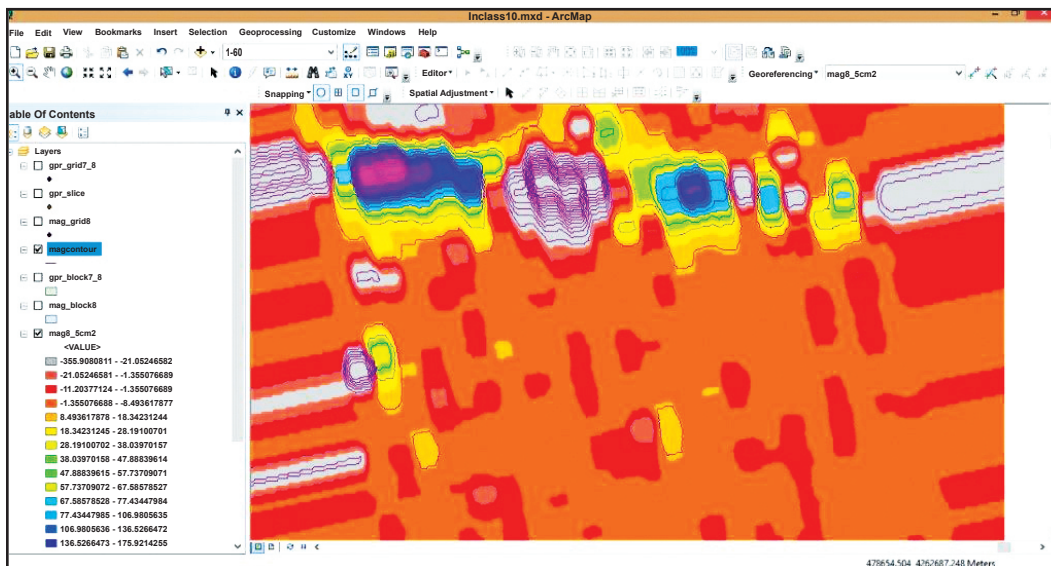 Inclass10.mxd - ArcMap
File Edit View Bookmarks Insert Selection Geoprocessing Customize Windows Help
1-60
Editor Georeferencing mag8_5cm2
Snapping Spatial Adjustment
able Of Contents
Layers
gpr_grid7_8
gpr_slice
mag_grid8
magcontour
gpr_block7_8
mag_block8
mag8_5cm2
<VALUE>
-355.9080811 - -21.05246582
-21.05246581 - -1.355076689
-11.20377124 - -1.355076689
-1.355076688 - -8.493617877
8.493617878 - 18.34231244
18.34231245 - 28.19100701
28.19100702 - 38.03970157
38.03970158 - 47.88839614
47.88839615 - 57.73709071
57.73709072 - 67.58578527
67.58578528 - 77.43447984
77.43447985 - 106.9805635
106.9805636 - 136.5266472
136.5266473 - 175.9214255
478654.504 4262687.248 Meters